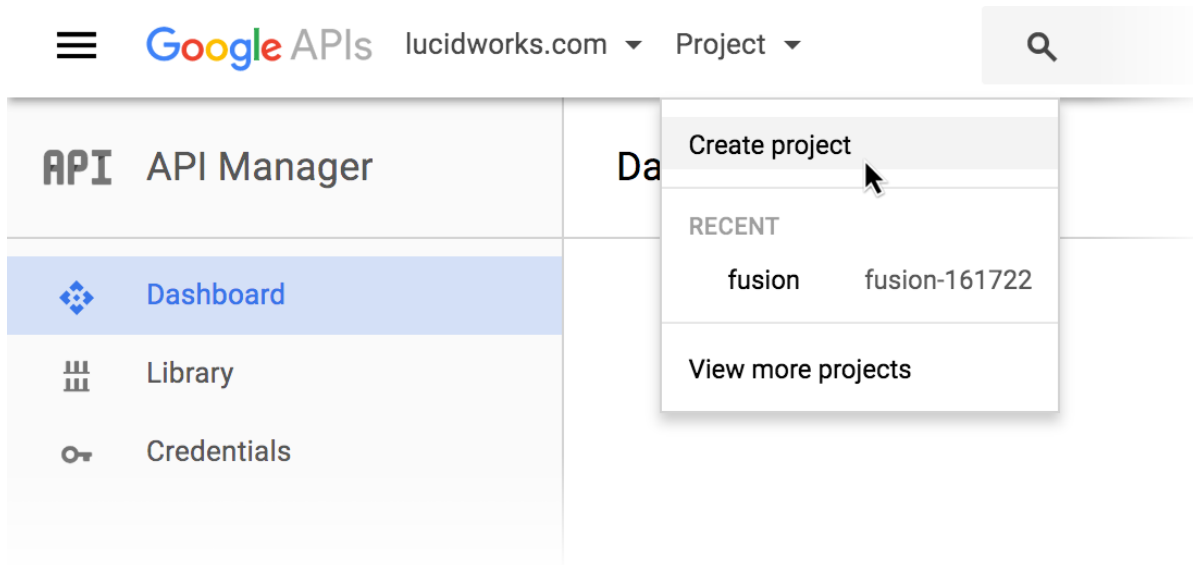 Google APIs lucidworks.com Project
API API Manager
Da
Create project
RECENT
fusion fusion-161722
View more projects
Dashboard
Library
Credentials